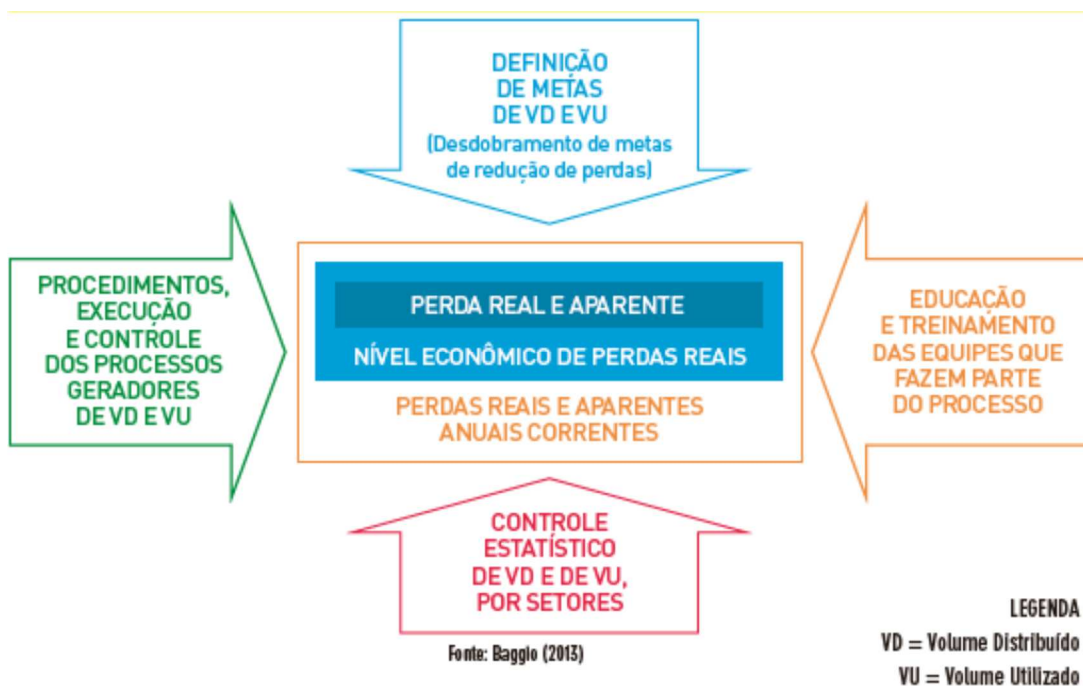 DEFINIÇÃO
DE METAS
DE VD E VU
(Desdobramento de metas
de redução de perdas)
PROCEDIMENTOS,
EXECUÇÃO
E CONTROLE
DOS PROCESSOS
GERADORES
DE VD E VU
PERDA REAL E APARENTE
NÍVEL ECONÔMICO DE PERDAS REAIS
PERDAS REAIS E APARENTES
ANUAIS CORRENTES
EDUCAÇÃO
E TREINAMENTO
DAS EQUIPES QUE
FAZEM PARTE
DO PROCESSO
CONTROLE
ESTATÍSTICO
DE VD E DE VU,
POR SETORES
Fonte: Baggio (2013)
LEGENDA
VD = Volume Distribuído
VU = Volume Utilizado